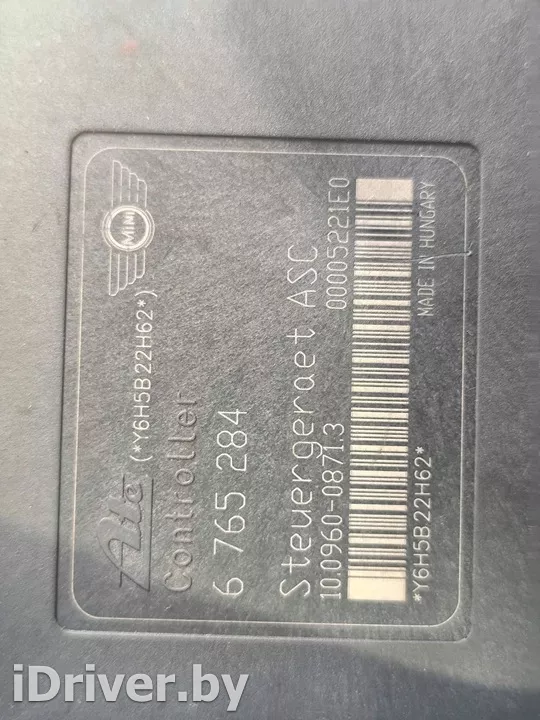 MINI
Ate (*Y6H5B22H62*)
Controller
6 765 284
Steuergeraet ASC
10.0960-0871.3 00005221E0
*Y6H5B22H62* MADE IN HUNGARY
iDriver.by